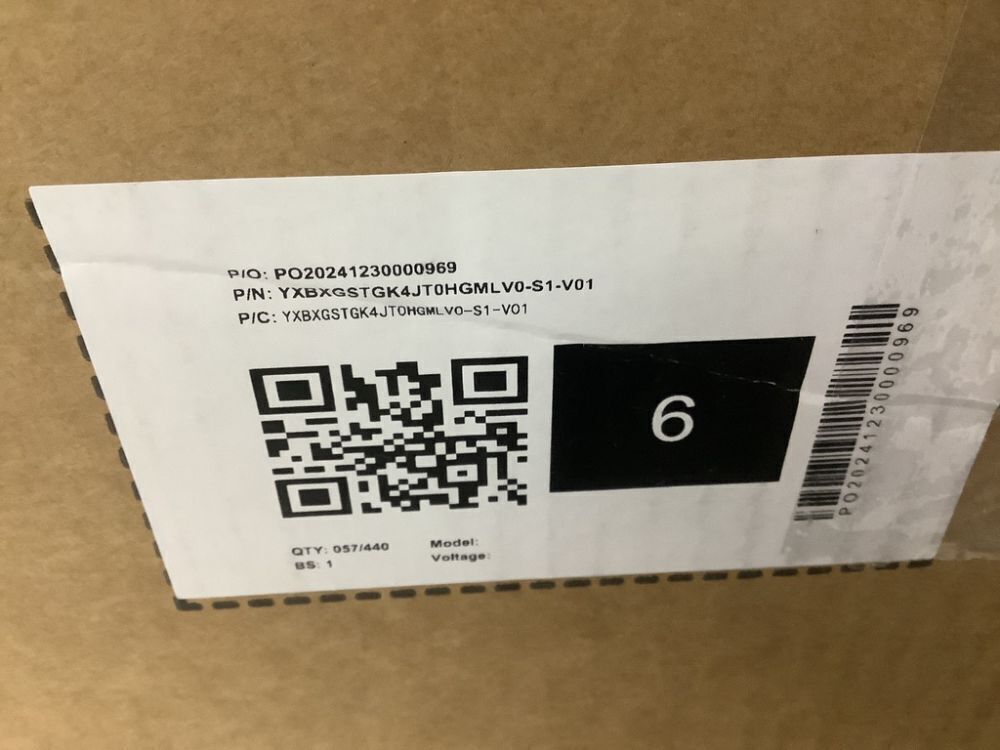 P/O: PO20241230000969
P/N: YXBXGSTGK4JT0HGMLV0-S1-V01
P/C: YXBXGSTGK4JT0HGMLV0-S1-V01
6
PO20241230000969
QTY: 057/440
BS: 1
Model:
Voltage: